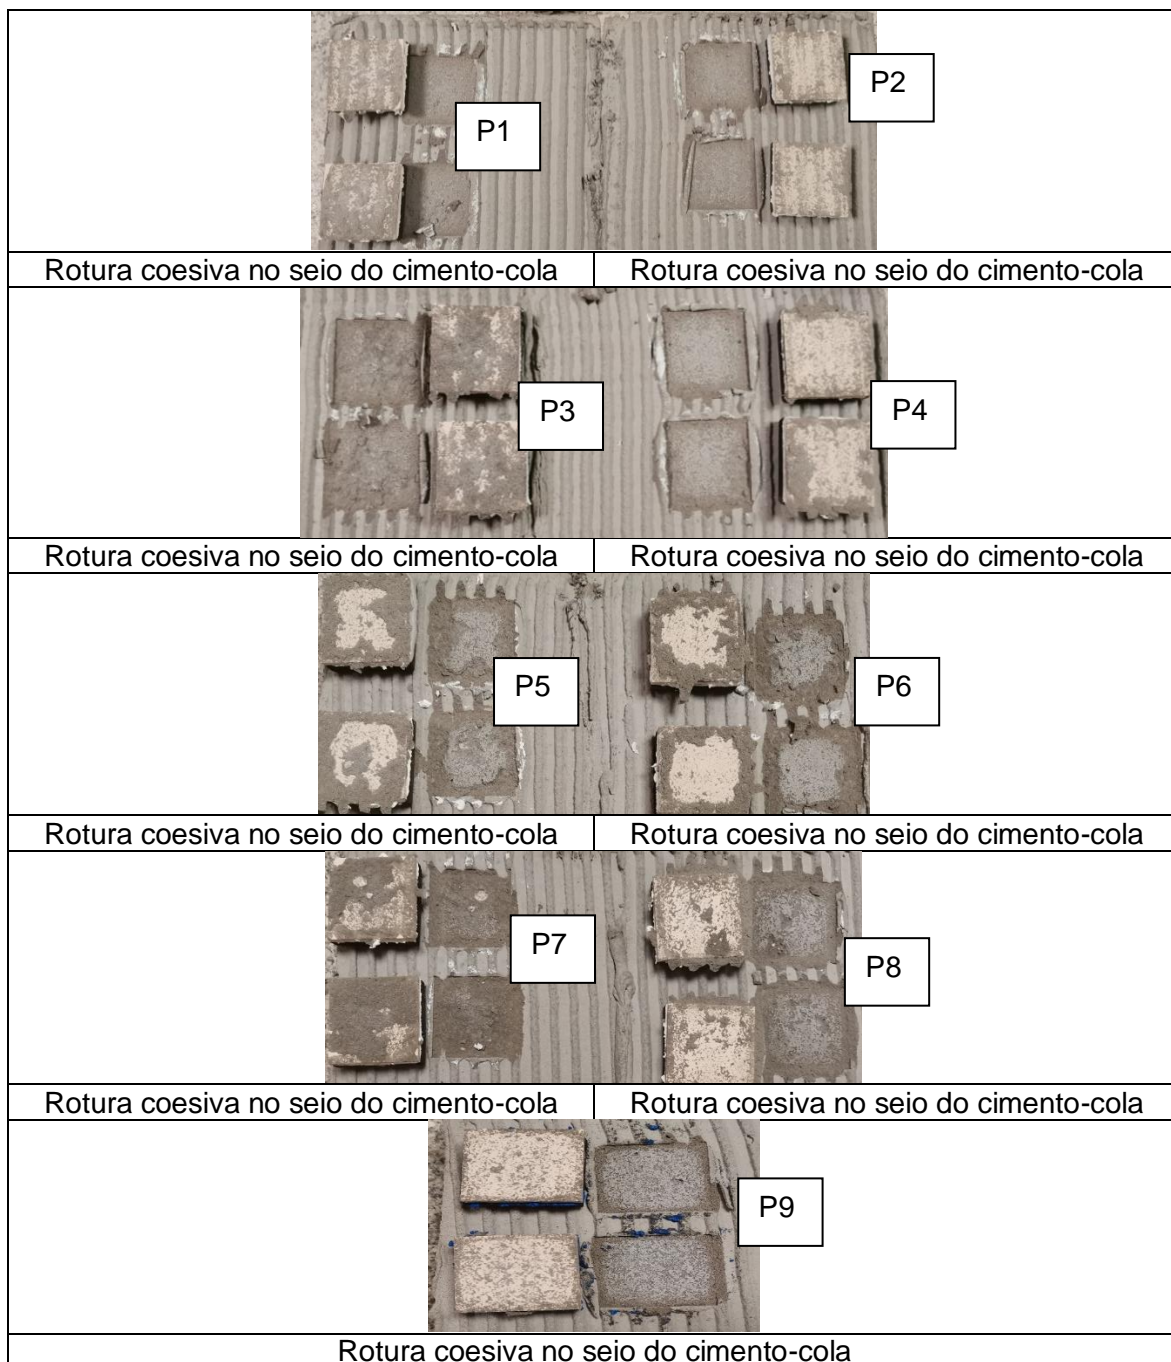 P1
P2
Rotura coesiva no seio do cimento-cola
Rotura coesiva no seio do cimento-cola
P3
P4
Rotura coesiva no seio do cimento-cola
Rotura coesiva no seio do cimento-cola
P5
P6
Rotura coesiva no seio do cimento-cola
Rotura coesiva no seio do cimento-cola
P7
P8
Rotura coesiva no seio do cimento-cola
Rotura coesiva no seio do cimento-cola
P9
Rotura coesiva no seio do cimento-cola